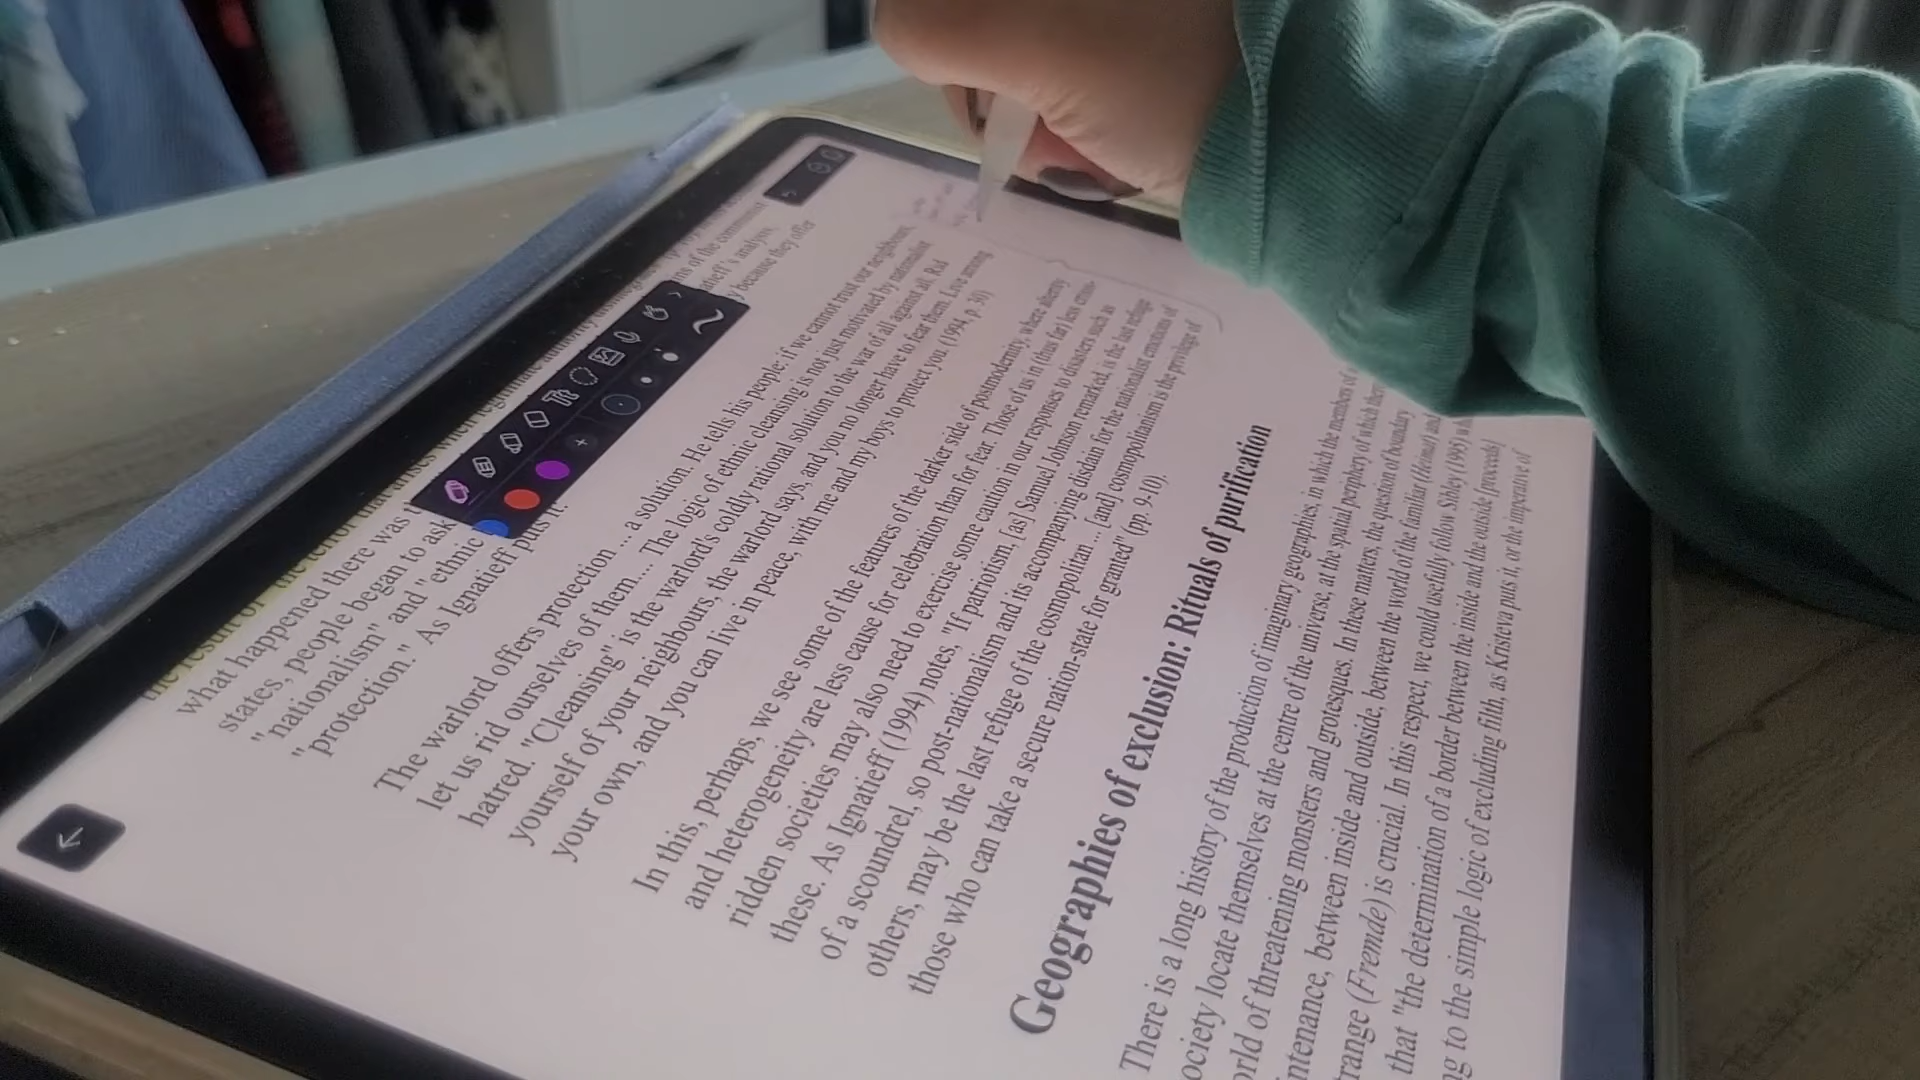 the result of
what happened there was
states, people began to ask
"nationalism" and "ethnic
"protection." As Ignatieff puts it:
y because they offer
The warlord offers protection ... a solution. He tells his people: if we cannot trust our neighbours,
let us rid ourselves of them.... The logic of ethnic cleansing is not just motivated by nationalist
hatred. "Cleansing" is the warlord's coldly rational solution to the war of all against all. Rid
yourself of your neighbours, the warlord says, and you no longer have to fear them. Live among
your own, and you can live in peace, with me and my boys to protect you. (1994, p. 30)
In this, perhaps, we see some of the features of the darker side of postmodernity, where alterity
and heterogeneity are less cause for celebration than for fear. Those of us in (thus far) less crisis-
ridden societies may also need to exercise some caution in our responses to disasters such as
these. As Ignatieff (1994) notes, "If patriotism, [as] Samuel Johnson remarked, is the last refuge
of a scoundrel, so post-nationalism and its accompanying disdain for the nationalist emotions of
others, may be the last refuge of the cosmopolitan ... [and] cosmopolitanism is the privilege of
those who can take a secure nation-state for granted" (pp. 9-10).
Geographies of exclusion: Rituals of purification
There is a long history of the production of imaginary geographies, in which the members of
ociety locate themselves at the centre of the universe, at the spatial periphery of which
orld of threatening monsters and grotesques. In these matters, the question of boundary
intenance, between inside and outside, between the world of the familiar (Heimat) and
trange (Fremde) is crucial. In this respect, we could usefully follow Sibley (1995)
that "the determination of a border between the inside and the outside [proceeds]
ng to the simple logic of excluding filth, as Kristeva puts it, or the imperative of